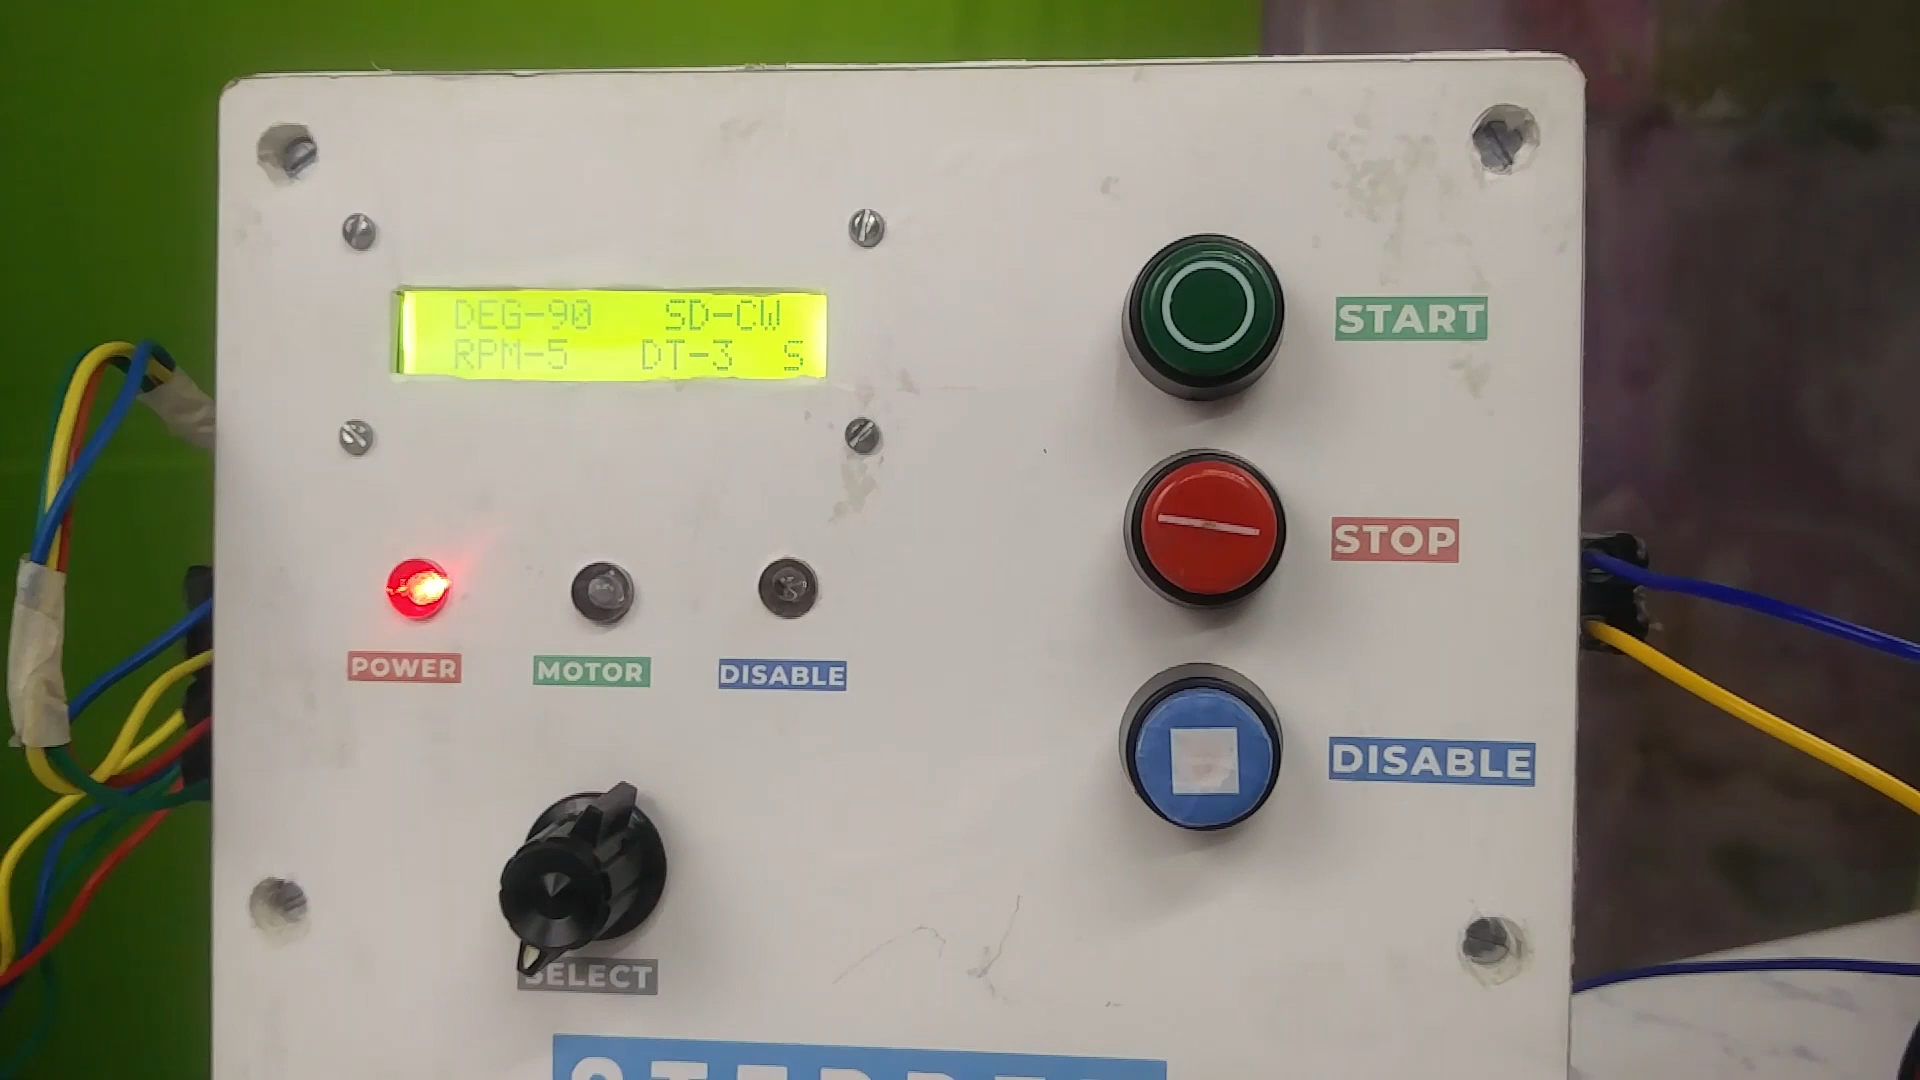 DEG-90 SD-CW
RPM-5 DT-3 S
START
STOP
POWER
MOTOR
DISABLE
DISABLE
SELECT